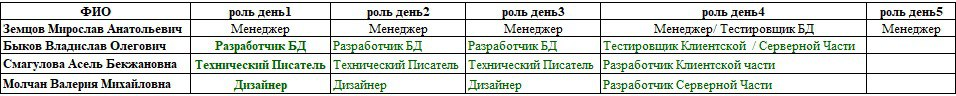 ФИО роль день1 роль день2 роль день3 роль день4 роль день5
Земцов Мирослав Анатольевич Менеджер Менеджер Менеджер Менеджер/ Тестировщик БД Менеджер
Быков Владислав Олегович Разработчик БД Разработчик БД Разработчик БД Тестировщик Клиентской / Серверной Части
Смагулова Асель Бекжановна Технический Писатель Технический Писатель Технический Писатель Разработчик Клиентской части
Молчан Валерия Михайловна Дизайнер Дизайнер Дизайнер Разработчик Серверной Части